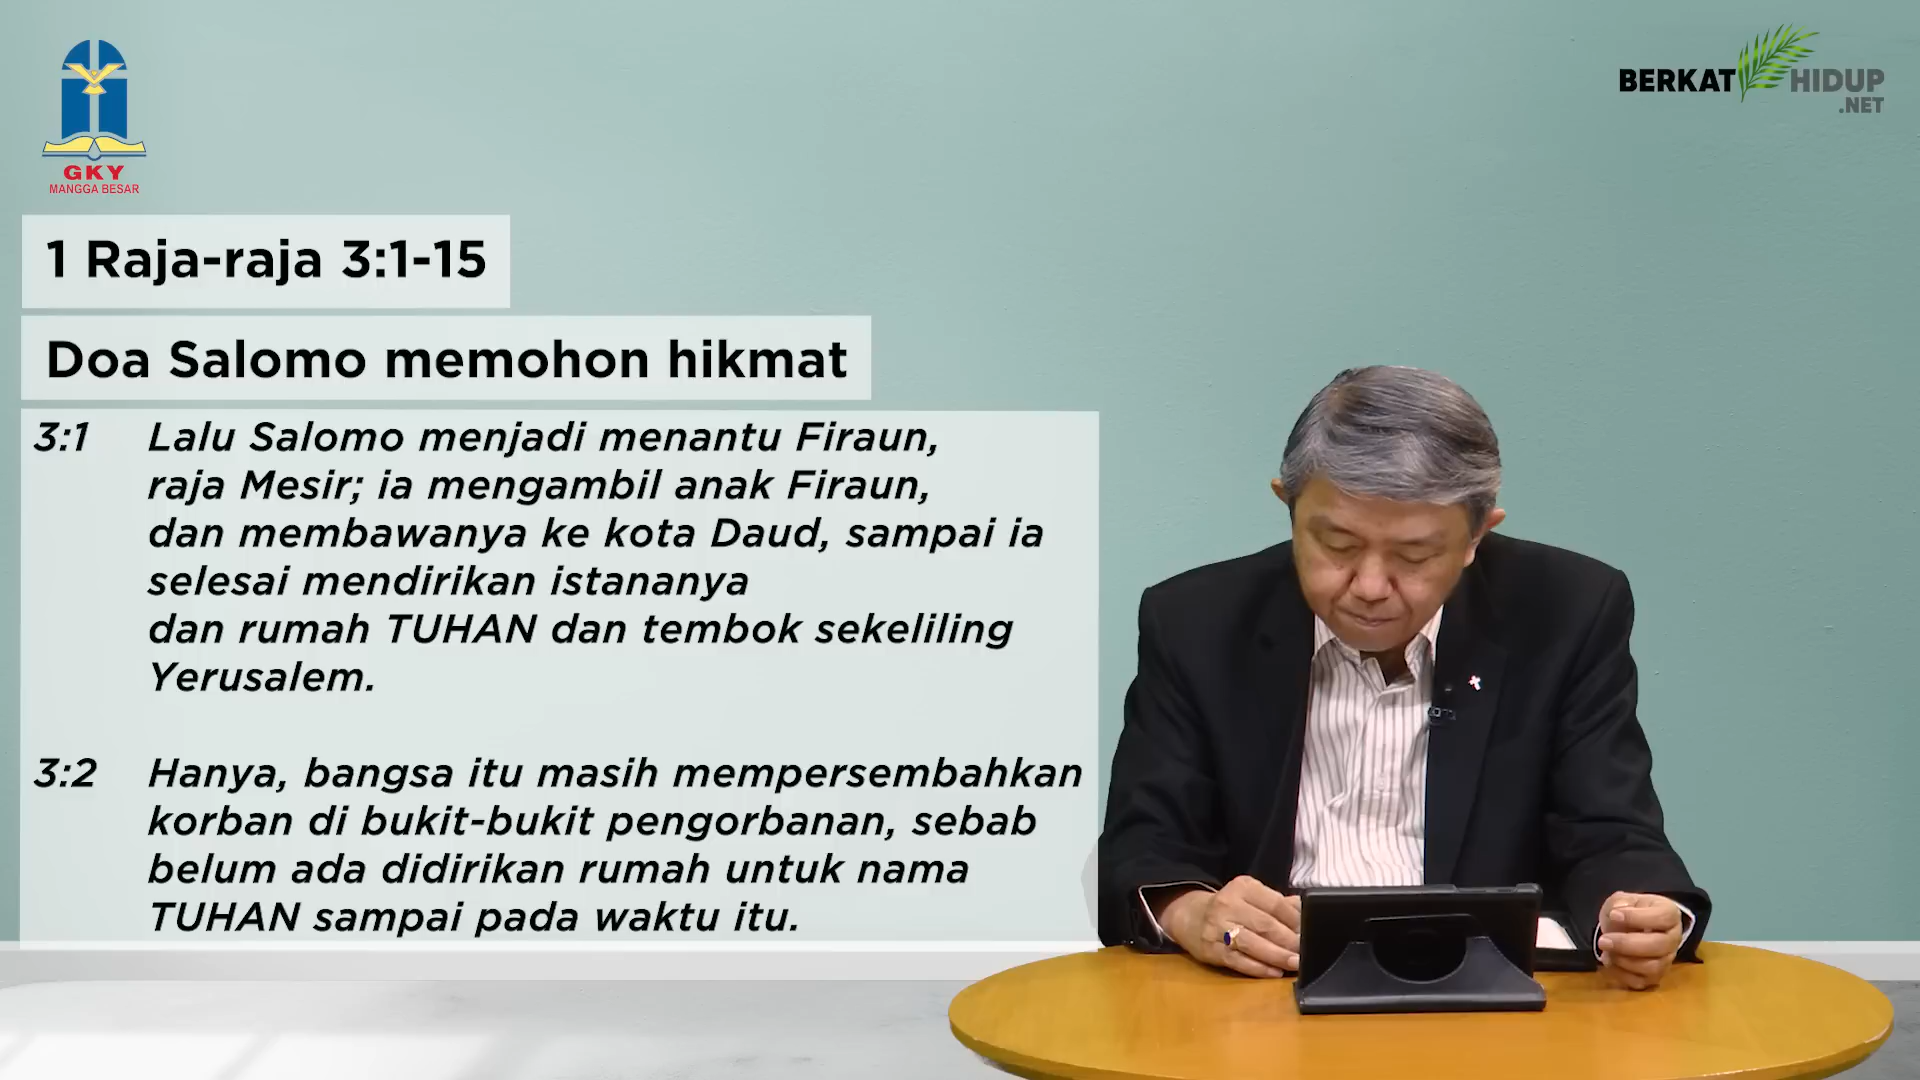 GKY
MANGGA BESAR
BERKAT HIDUP
.NET
1 Raja-raja 3:1-15
Doa Salomo memohon hikmat
3:1 Lalu Salomo menjadi menantu Firaun,
raja Mesir; ia mengambil anak Firaun,
dan membawanya ke kota Daud, sampai ia
selesai mendirikan istananya
dan rumah TUHAN dan tembok sekeliling
Yerusalem.
3:2 Hanya, bangsa itu masih mempersembahkan
korban di bukit-bukit pengorbanan, sebab
belum ada didirikan rumah untuk nama
TUHAN sampai pada waktu itu.